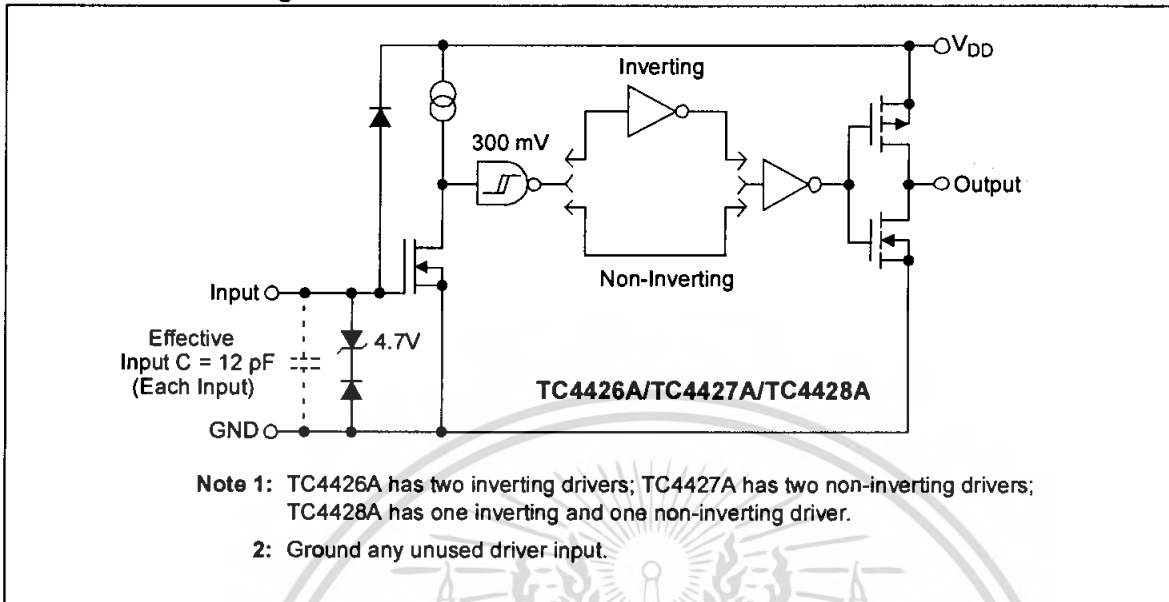 VDD
Inverting
300 mV
Output
Non-Inverting
Input
Effective
Input C = 12 pF
(Each Input)
4.7V
TC4426A/TC4427A/TC4428A
GND
Note 1: TC4426A has two inverting drivers; TC4427A has two non-inverting drivers;
TC4428A has one inverting and one non-inverting driver.
2: Ground any unused driver input.